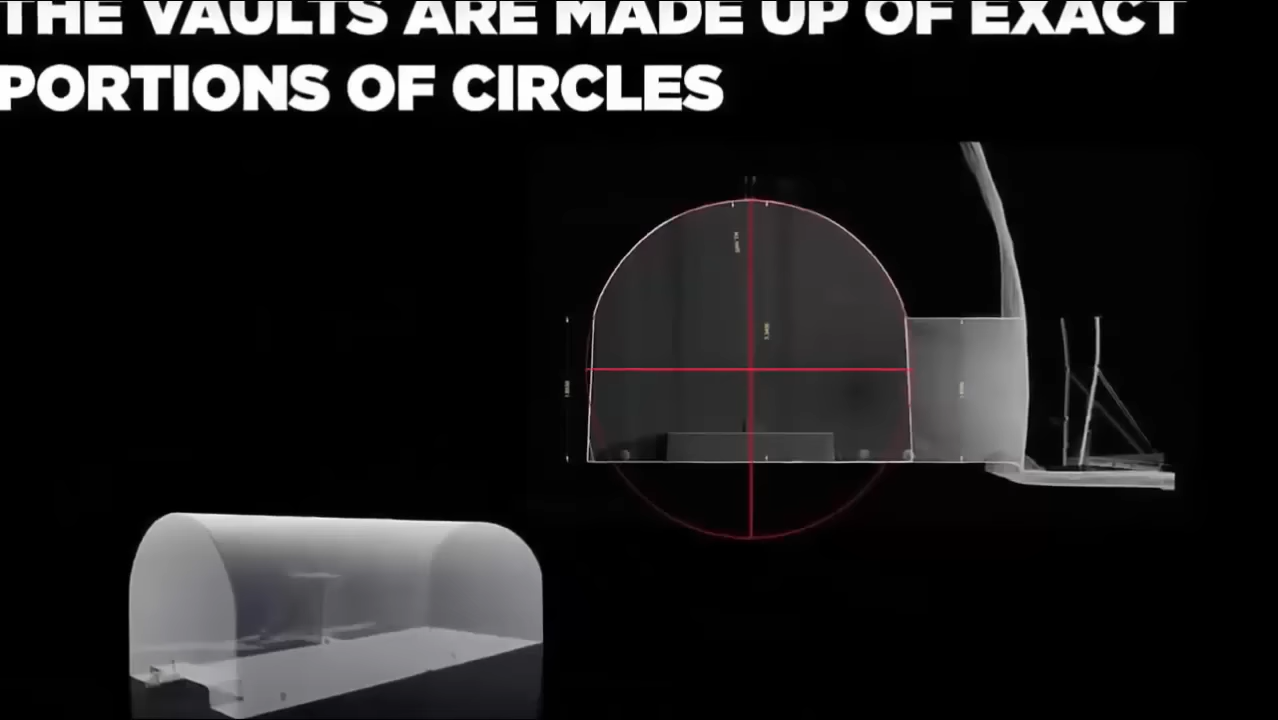 THE VAULTS ARE MADE UP OF EXACT
PORTIONS OF CIRCLES